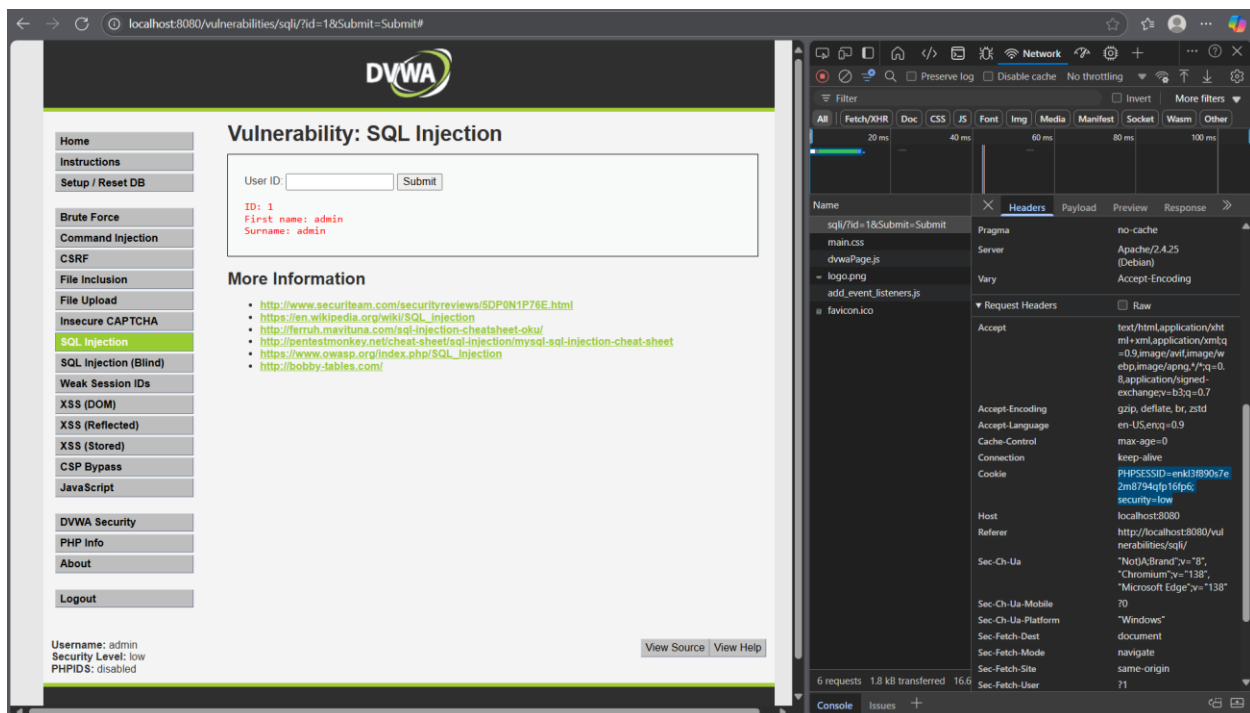 localhost:8080/vulnerabilities/sqli/?id=1&Submit=Submit#
DVWA
Home
Instructions
Setup / Reset DB
Brute Force
Command Injection
CSRF
File Inclusion
File Upload
Insecure CAPTCHA
SQL Injection
SQL Injection (Blind)
Weak Session IDs
XSS (DOM)
XSS (Reflected)
XSS (Stored)
CSP Bypass
JavaScript
DVWA Security
PHP Info
About
Logout
Vulnerability: SQL Injection
User ID: Submit
ID: 1
First name: admin
Surname: admin
More Information
http://www.securiteam.com/securityreviews/5DP0N1P76E.html
https://en.wikipedia.org/wiki/SQL_injection
http://ferruh.mavituna.com/sql-injection-cheatsheet-oku/
http://pentestmonkey.net/cheat-sheet/sql-injection/mysql-sql-injection-cheat-sheet
https://www.owasp.org/index.php/SQL_Injection
http://bobby-tables.com/
Username: admin
Security Level: low
PHPIDS: disabled
View Source View Help
Network
Preserve log Disable cache No throttling
Filter Invert More filters
All Fetch/XHR Doc CSS JS Font Img Media Manifest Socket Wasm Other
20 ms 40 ms 60 ms 80 ms 100 ms
Name
sqli/?id=1&Submit=Submit
main.css
dvwaPage.js
logo.png
add_event_listeners.js
favicon.ico
Headers Payload Preview Response
Pragma no-cache
Server Apache/2.4.25
(Debian)
Vary Accept-Encoding
Request Headers Raw
Accept text/html,application/xht
ml+xml,application/xml;q
=0.9,image/avif,image/w
ebp,image/apng,*/*;q=0.
8,application/signed-
exchange;v=b3;q=0.7
Accept-Encoding gzip, deflate, br, zstd
Accept-Language en-US,en;q=0.9
Cache-Control max-age=0
Connection keep-alive
Cookie PHPSESSID=enkl3f890s7e
2m8794qfp16fp6;
security=low
Host localhost:8080
Referer http://localhost:8080/vul
nerabilities/sqli/
Sec-Ch-Ua "Not)A;Brand";v="8",
"Chromium";v="138",
"Microsoft Edge";v="138"
Sec-Ch-Ua-Mobile ?0
Sec-Ch-Ua-Platform "Windows"
Sec-Fetch-Dest document
Sec-Fetch-Mode navigate
Sec-Fetch-Site same-origin
Sec-Fetch-User ?1
6 requests 1.8 kB transferred 16.6
Console Issues